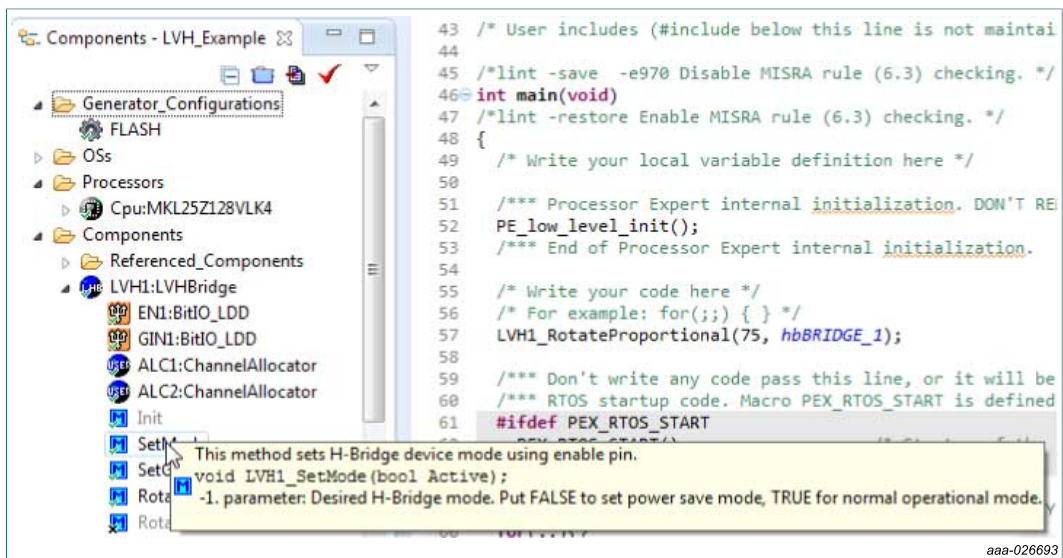 Components - LVH_Example
Generator_Configurations
FLASH
OSs
Processors
Cpu:MKL25Z128VLK4
Components
Referenced_Components
LVH1:LVHBridge
EN1:BitIO_LDD
GIN1:BitIO_LDD
ALC1:ChannelAllocator
ALC2:ChannelAllocator
Init
43 /* User includes (#include below this line is not maintai
44
45 /*lint -save -e970 Disable MISRA rule (6.3) checking. */
46 int main(void)
47 /*lint -restore Enable MISRA rule (6.3) checking. */
48 {
49 /* Write your local variable definition here */
50
51 /*** Processor Expert internal initialization. DON'T RE
52 PE_low_level_init();
53 /*** End of Processor Expert internal initialization.
54
55 /* Write your code here */
56 /* For example: for(;;) { } */
57 LVH1_RotateProportional(75, hbBRIDGE_1);
58
59 /*** Don't write any code pass this line, or it will be
60 /*** RTOS startup code. Macro PEX_RTOS_START is defined
61 #ifdef PEX_RTOS_START
This method sets H-Bridge device mode using enable pin.
void LVH1_SetMode(bool Active);
-1. parameter: Desired H-Bridge mode. Put FALSE to set power save mode, TRUE for normal operational mode.
Rota
Rota
aaa-026693